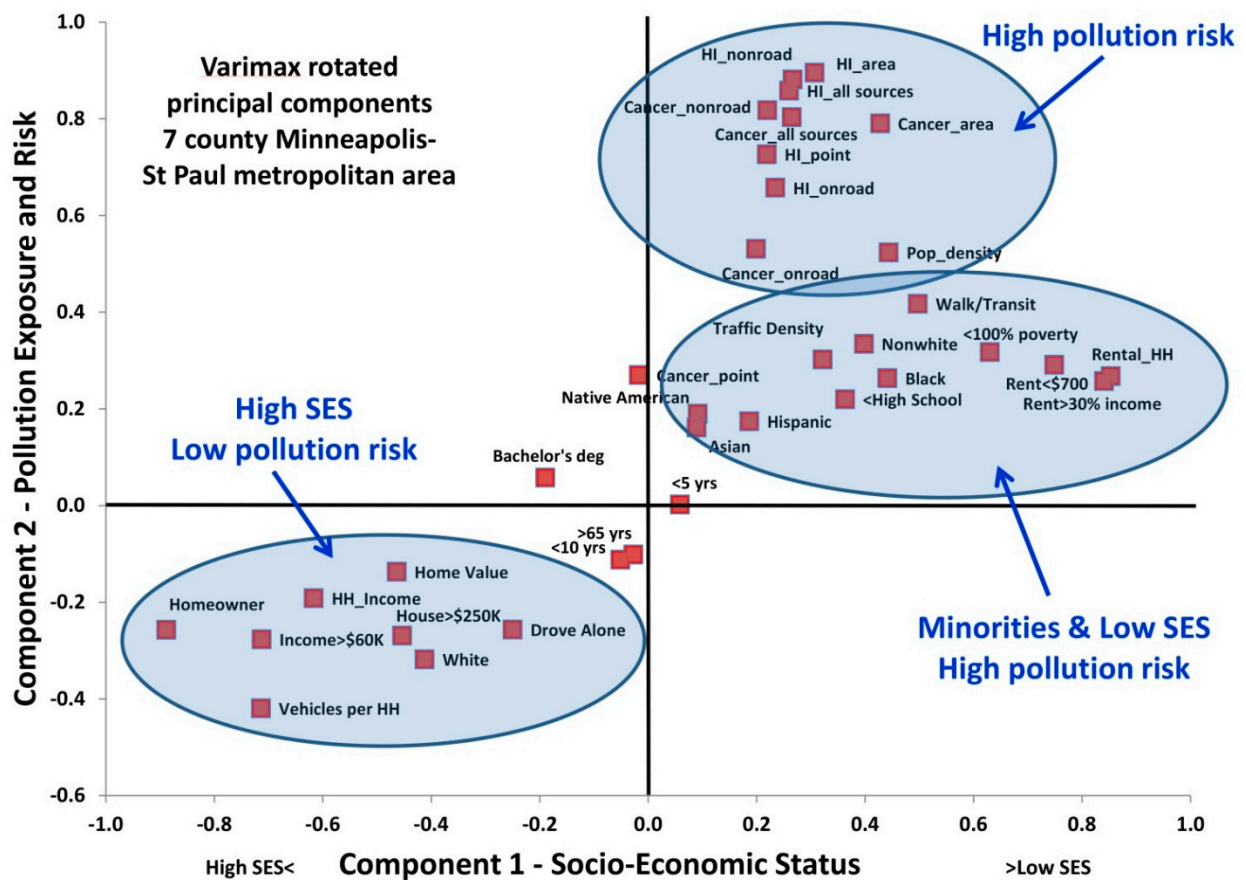 Varimax rotated
principal components
7 county Minneapolis-
St Paul metropolitan area
High pollution risk
HI_nonroad
HI_area
HI_all sources
Cancer_nonroad
Cancer_all sources
Cancer_area
HI_point
HI_onroad
Cancer_onroad
Pop_density
Walk/Transit
Traffic Density
Nonwhite
<100% poverty
Rental_HH
Cancer_point
Black
Rent<$700
Native American
<High School
Rent>30% income
Hispanic
Asian
High SES
Low pollution risk
Bachelor's deg
<5 yrs
>65 yrs
<10 yrs
Home Value
Homeowner
HH_Income
House>$250K
Income>$60K
Drove Alone
White
Vehicles per HH
Minorities & Low SES
High pollution risk
Component 2 - Pollution Exposure and Risk
1.0
0.8
0.6
0.4
0.2
0.0
-0.2
-0.4
-0.6
-1.0 -0.8 -0.6 -0.4 -0.2 0.0 0.2 0.4 0.6 0.8 1.0
High SES< Component 1 - Socio-Economic Status >Low SES